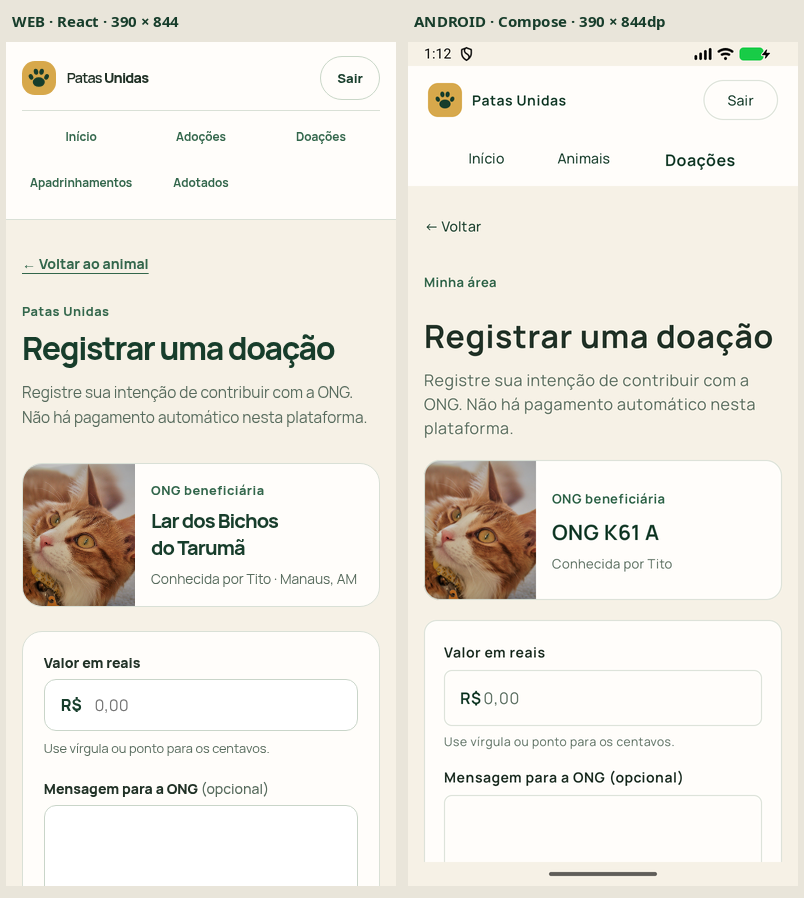 WEB · React · 390 × 844
Patas Unidas
Sair
Início
Adoções
Doações
Apadrinhamentos
Adotados
← Voltar ao animal
Patas Unidas
Registrar uma doação
Registre sua intenção de contribuir com a ONG.
Não há pagamento automático nesta plataforma.
ONG beneficiária
Lar dos Bichos
do Tarumã
Conhecida por Tito · Manaus, AM
Valor em reais
R$ 0,00
Use vírgula ou ponto para os centavos.
Mensagem para a ONG (opcional)
ANDROID · Compose · 390 × 844dp
1:12
Patas Unidas
Sair
Início
Animais
Doações
← Voltar
Minha área
Registrar uma doação
Registre sua intenção de contribuir com a
ONG. Não há pagamento automático nesta
plataforma.
ONG beneficiária
ONG K61 A
Conhecida por Tito
Valor em reais
R$ 0,00
Use vírgula ou ponto para os centavos.
Mensagem para a ONG (opcional)